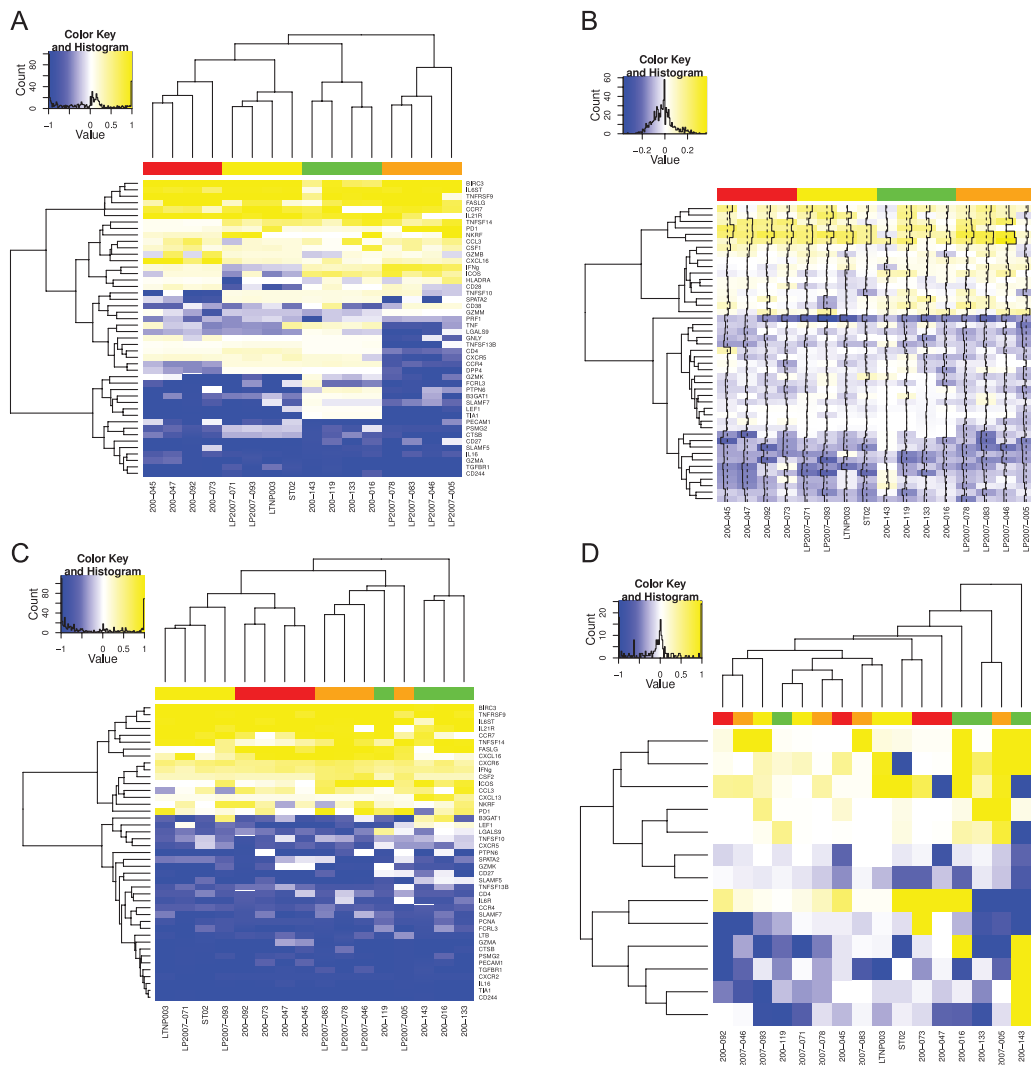 A
Color Key
and Histogram
Count
0 40 80
−1 0 0.5 1
Value
BIRC3
IL6ST
TNFRSF9
FASLG
CCR7
IL21R
TNFSF14
PD1
NKRF
CCL3
CSF1
GZMB
CXCL16
IFNg
ICOS
HLADRA
CD28
TNFSF10
SPATA2
CD38
GZMM
PRF1
TNF
LGALS9
GNLY
TNFSF13B
CD4
CXCR5
CCR4
DPP4
GZMK
FCRL3
PTPN6
B3GAT1
SLAMF7
LEF1
TIA1
PECAM1
PSMG2
CTSB
CD27
SLAMF5
IL16
GZMA
TGFBR1
CD244
200−045
200−047
200−092
200−073
LP2007−071
LP2007−093
LTNP003
ST02
200−143
200−119
200−133
200−016
LP2007−078
LP2007−083
LP2007−046
LP2007−005
B
Color Key
and Histogram
Count
0 20 40 60
−0.2 0 0.2
Value
200−045
200−047
200−092
200−073
LP2007−071
LP2007−093
LTNP003
ST02
200−143
200−119
200−133
200−016
LP2007−078
LP2007−083
LP2007−046
LP2007−005
C
Color Key
and Histogram
Count
0 40 80
−1 0 0.5 1
Value
BIRC3
TNFRSF9
IL6ST
IL21R
CCR7
TNFSF14
FASLG
CXCL16
CXCR6
IFNg
CSF2
ICOS
CCL3
CXCL13
NKRF
PD1
B3GAT1
LEF1
LGALS9
TNFSF10
CXCR5
PTPN6
SPATA2
GZMK
CD27
SLAMF5
TNFSF13B
CD4
IL6R
CCR4
SLAMF7
PCNA
FCRL3
LTB
GZMA
CTSB
PSMG2
PECAM1
TGFBR1
CXCR2
IL16
TIA1
CD244
LTNP003
LP2007−071
ST02
LP2007−093
200−092
200−073
200−047
200−045
LP2007−083
LP2007−078
LP2007−046
200−119
LP2007−005
200−143
200−016
200−133
D
Color Key
and Histogram
Count
0 10 20
−1 0 0.5 1
Value
200−092
2007−046
2007−093
200−119
2007−071
2007−078
200−045
2007−083
LTNP003
ST02
200−073
200−047
200−016
200−133
2007−005
200−143